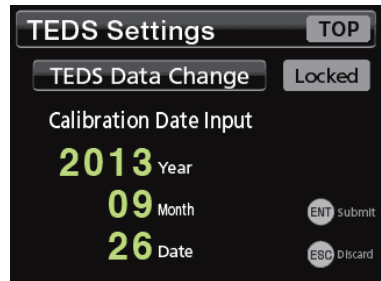 TEDS Settings TOP
TEDS Data Change Locked
Calibration Date Input
2013 Year
09 Month ENT Submit
26 Date ESC Discard